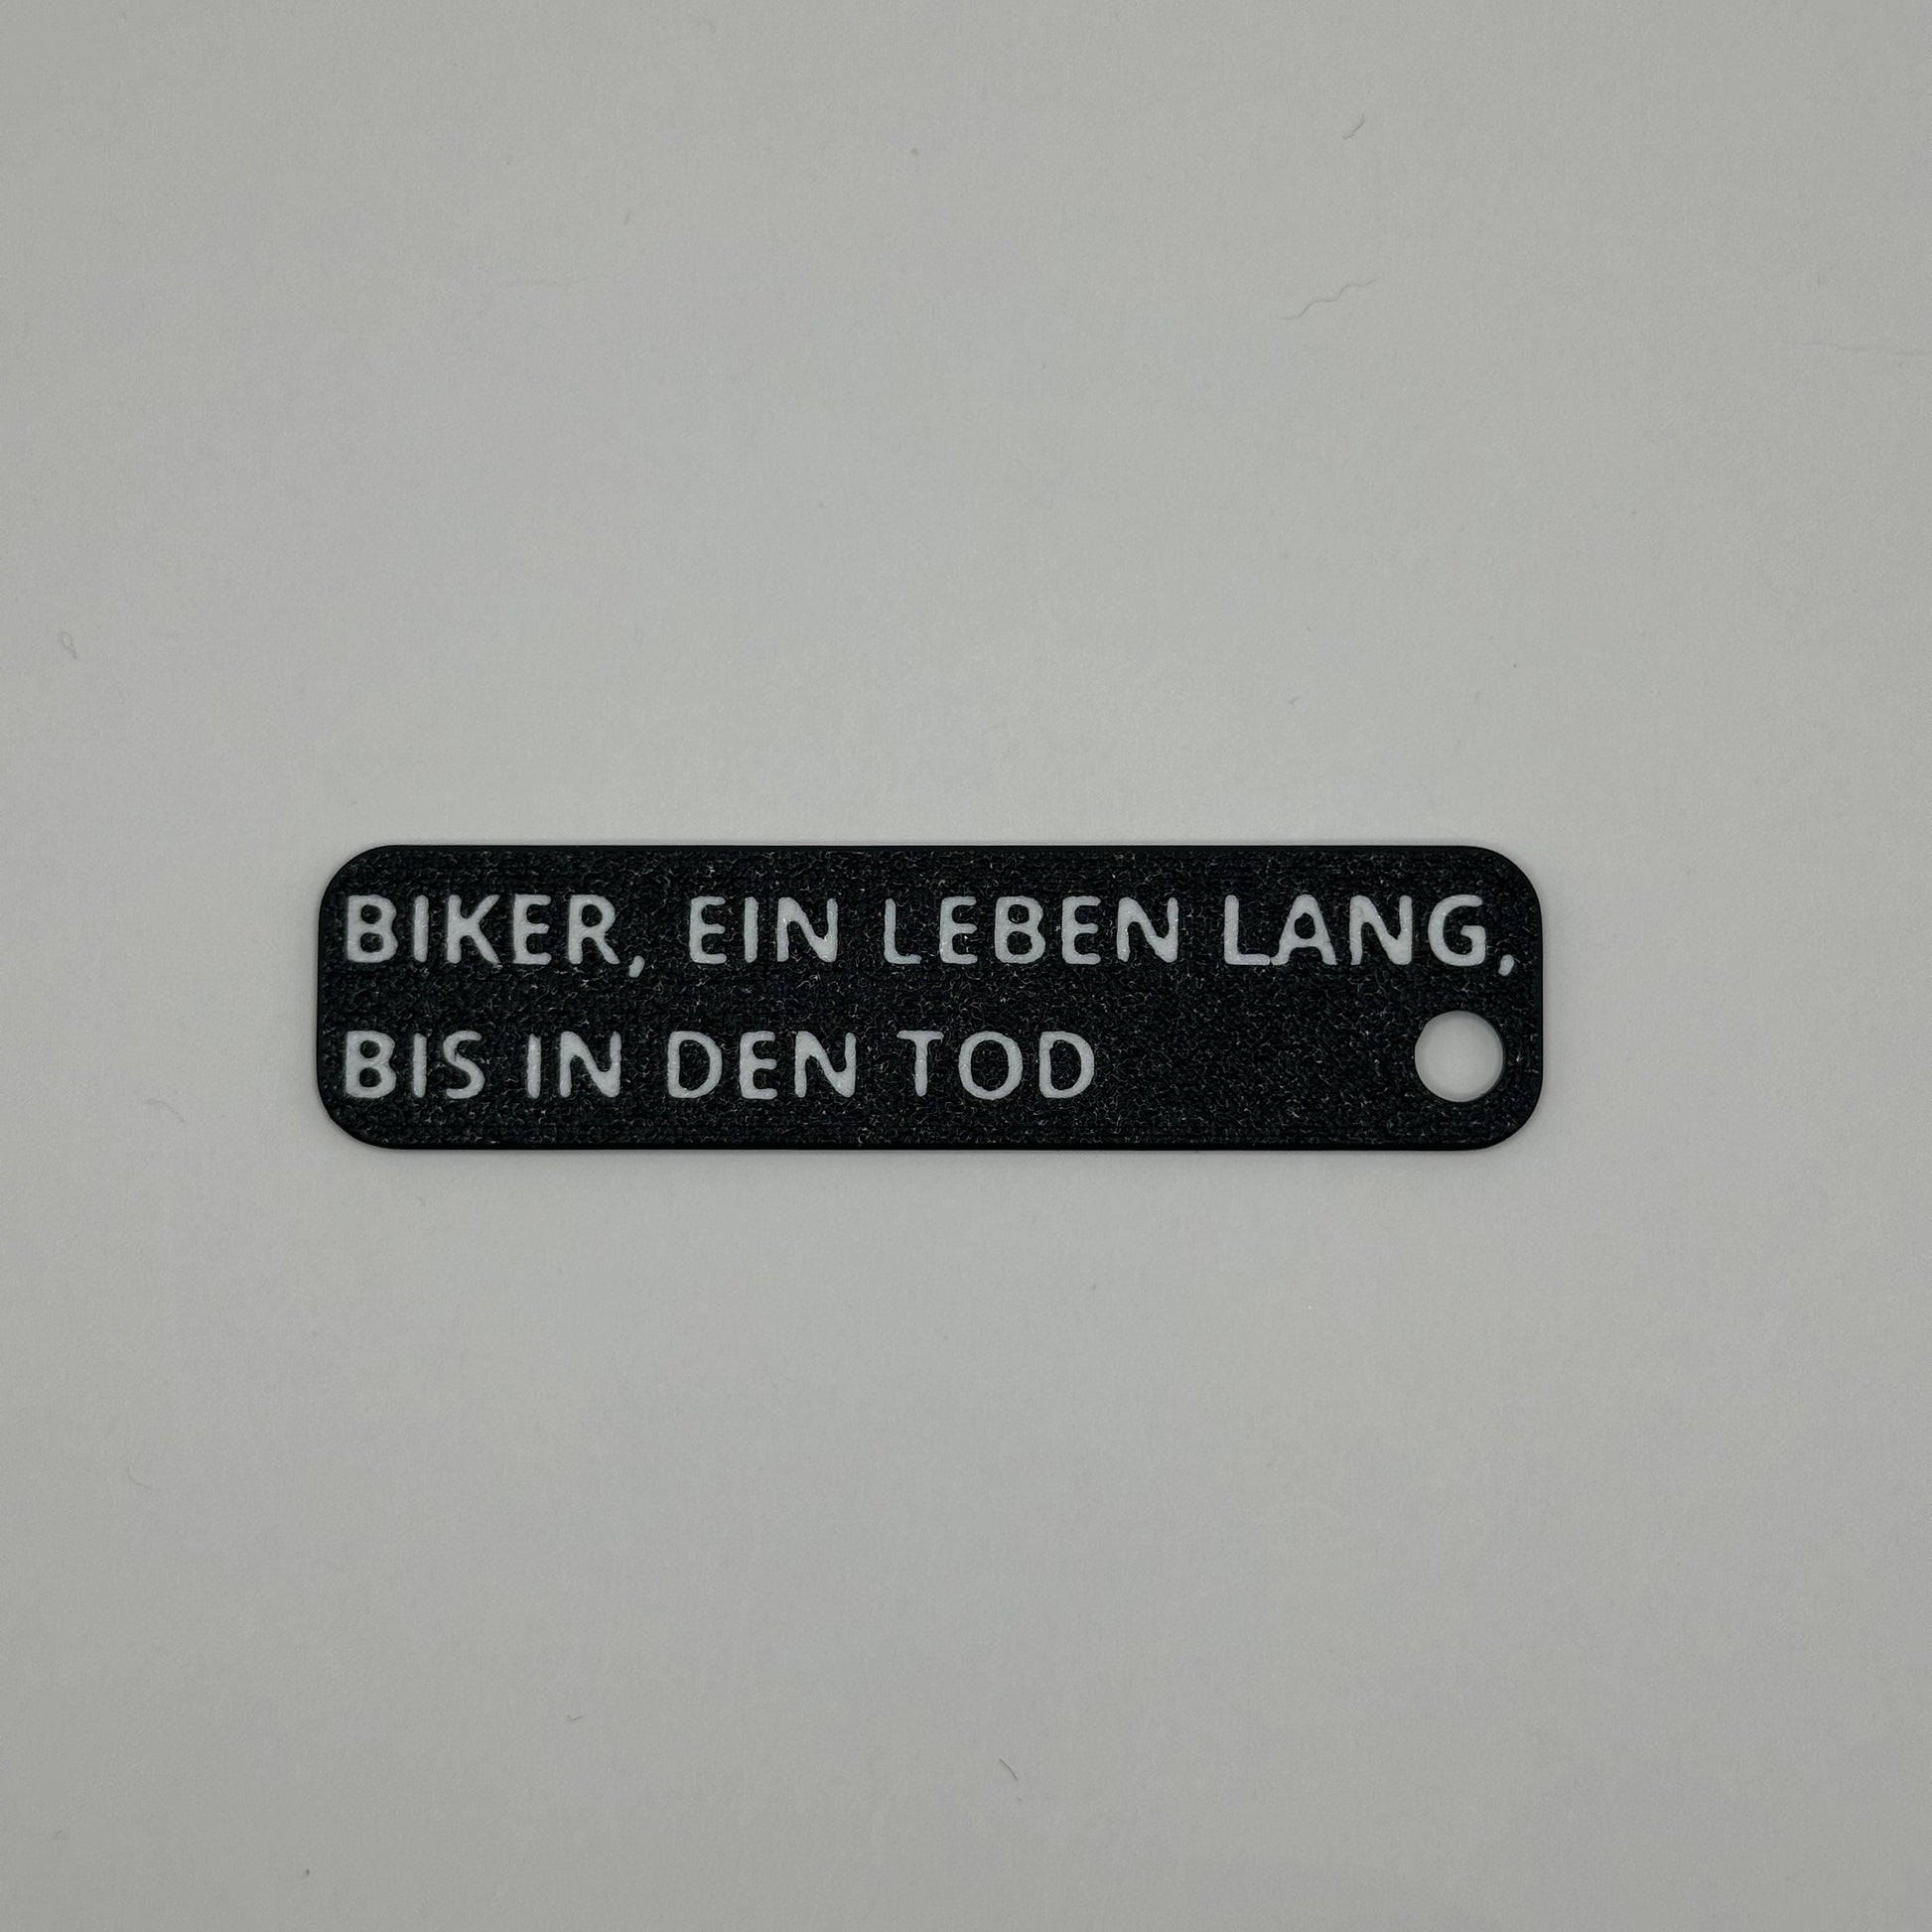 BIKER, EIN LEBEN LANG,
BIS IN DEN TOD